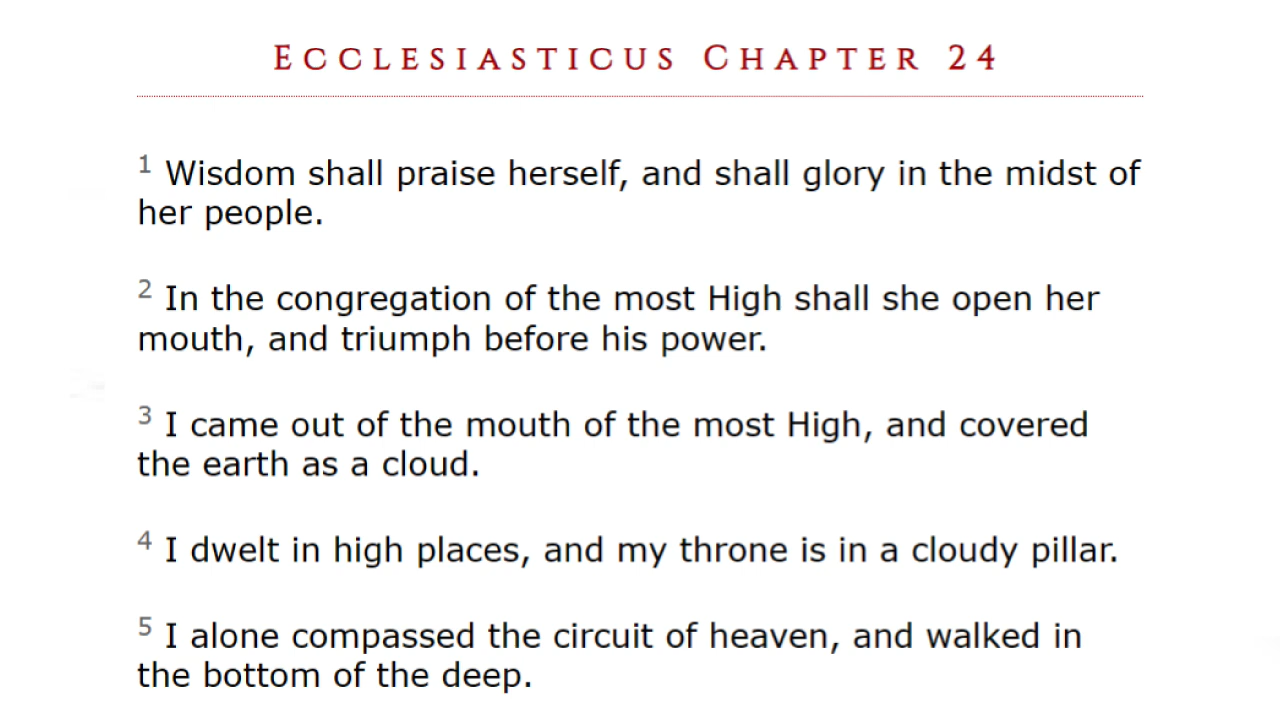 Ecclesiasticus Chapter 24
1 Wisdom shall praise herself, and shall glory in the midst of
her people.
2 In the congregation of the most High shall she open her
mouth, and triumph before his power.
3 I came out of the mouth of the most High, and covered
the earth as a cloud.
4 I dwelt in high places, and my throne is in a cloudy pillar.
5 I alone compassed the circuit of heaven, and walked in
the bottom of the deep.